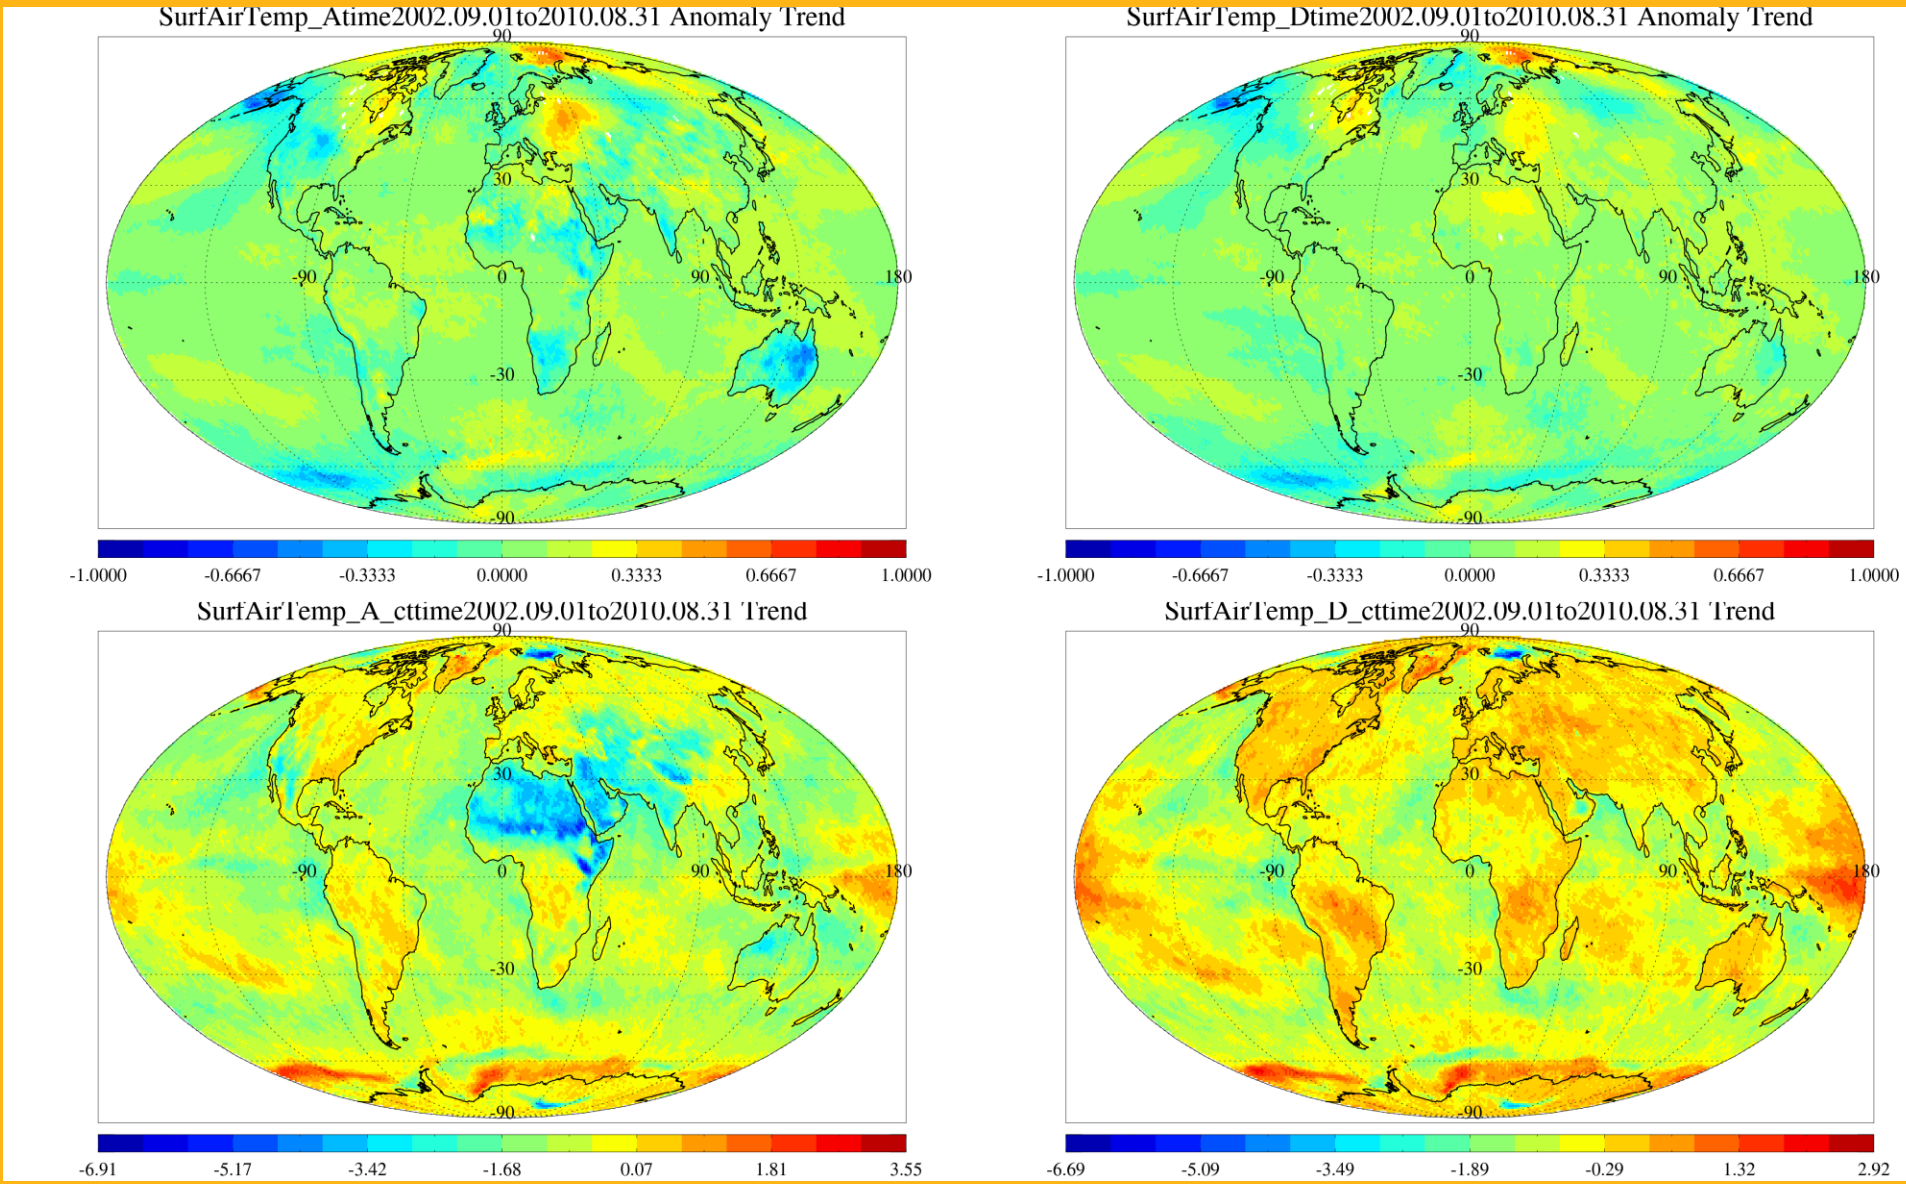 SurfAirTemp_Atime2002.09.01to2010.08.31 Anomaly Trend
90
30
-90 0 90 180
-30
-90
-1.0000 -0.6667 -0.3333 0.0000 0.3333 0.6667 1.0000
SurfAirTemp_Dtime2002.09.01to2010.08.31 Anomaly Trend
90
30
-90 0 90 180
-30
-90
-1.0000 -0.6667 -0.3333 0.0000 0.3333 0.6667 1.0000
SurfAirTemp_A_cttime2002.09.01to2010.08.31 Trend
90
30
-90 0 90 180
-30
-90
-6.91 -5.17 -3.42 -1.68 0.07 1.81 3.55
SurfAirTemp_D_cttime2002.09.01to2010.08.31 Trend
90
30
-90 0 90 180
-30
-90
-6.69 -5.09 -3.49 -1.89 -0.29 1.32 2.92